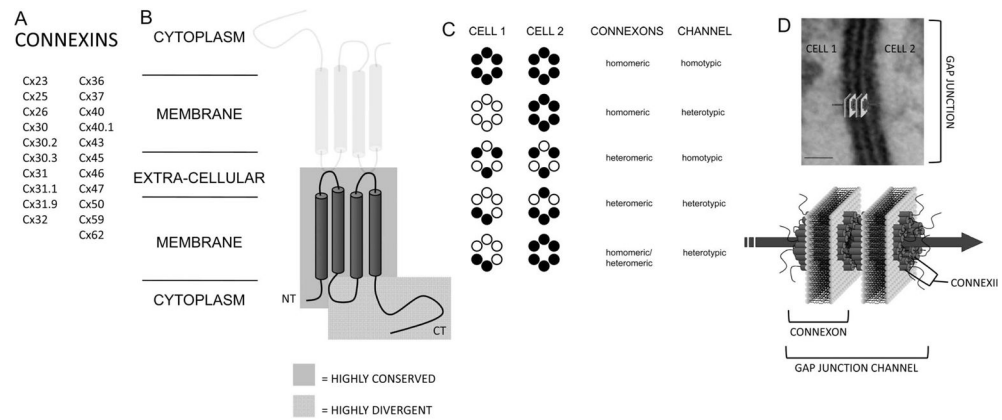 A
CONNEXINS
Cx23
Cx25
Cx26
Cx30
Cx30.2
Cx30.3
Cx31
Cx31.1
Cx31.9
Cx32
Cx36
Cx37
Cx40
Cx40.1
Cx43
Cx45
Cx46
Cx47
Cx50
Cx59
Cx62
B
CYTOPLASM
MEMBRANE
EXTRA-CELLULAR
MEMBRANE
CYTOPLASM
NT
CT
= HIGHLY CONSERVED
= HIGHLY DIVERGENT
C
CELL 1 CELL 2 CONNEXONS CHANNEL
homomeric homotypic
homomeric heterotypic
heteromeric homotypic
heteromeric heterotypic
homomeric/ heterotypic
heteromeric
D
CELL 1 CELL 2
GAP JUNCTION
CONNEXII
CONNEXON
GAP JUNCTION CHANNEL